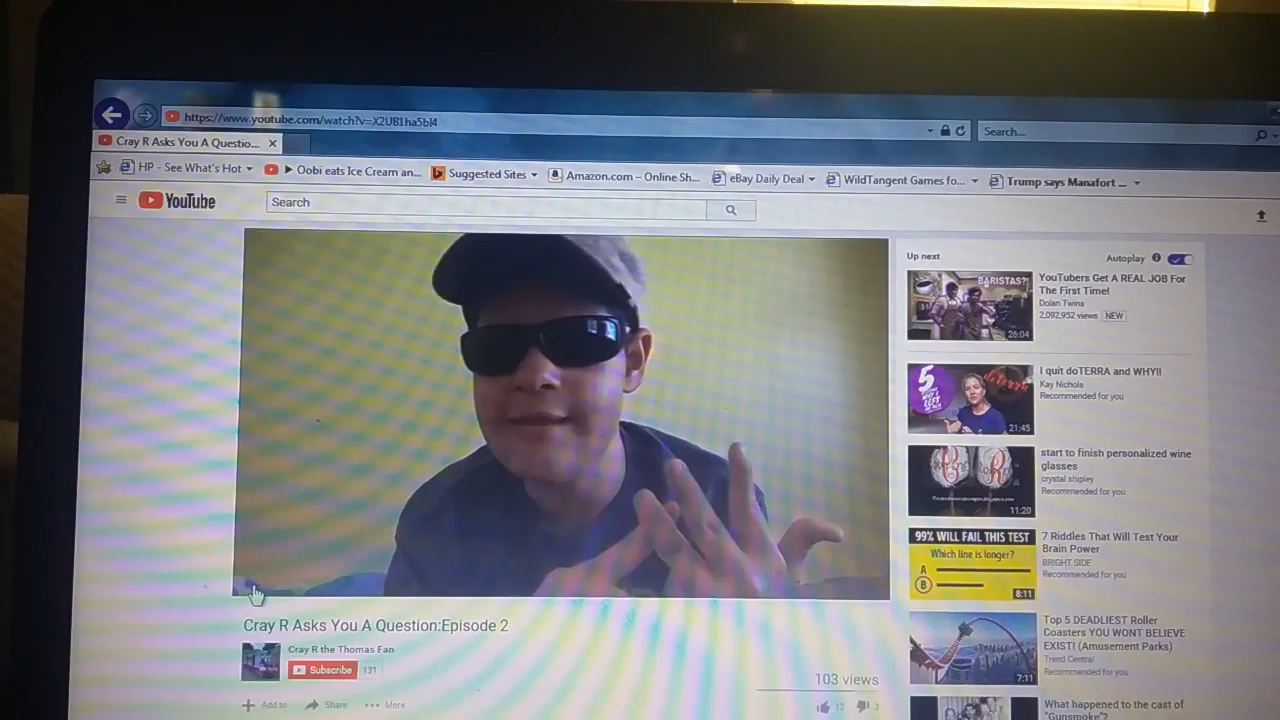 https://www.youtube.com/watch?v=X2UB1ha5bI4
Search...
Cray R Asks You A Questio...
HP - See What's Hot
Oobi eats Ice Cream an...
Suggested Sites
Amazon.com – Online Sh...
eBay Daily Deal
WildTangent Games fo...
Trump says Manafort ...
YouTube
Search
Up next
Autoplay
BARISTAS?!
26:04
YouTubers Get A REAL JOB For
The First Time!
Dolan Twins
2,092,952 views NEW
5
21:45
I quit doTERRA and WHY!!
Kay Nichols
Recommended for you
11:20
start to finish personalized wine
glasses
crystal shipley
Recommended for you
99% WILL FAIL THIS TEST
Which line is longer?
A
B
8:11
7 Riddles That Will Test Your
Brain Power
BRIGHT SIDE
Recommended for you
7:11
Top 5 DEADLIEST Roller
Coasters YOU WONT BELIEVE
EXIST! (Amusement Parks)
Trend Central
Recommended for you
What happened to the cast of
"Gunsmoke"?
Cray R Asks You A Question:Episode 2
Cray R the Thomas Fan
Subscribe 131
103 views
Add to Share More
12 3